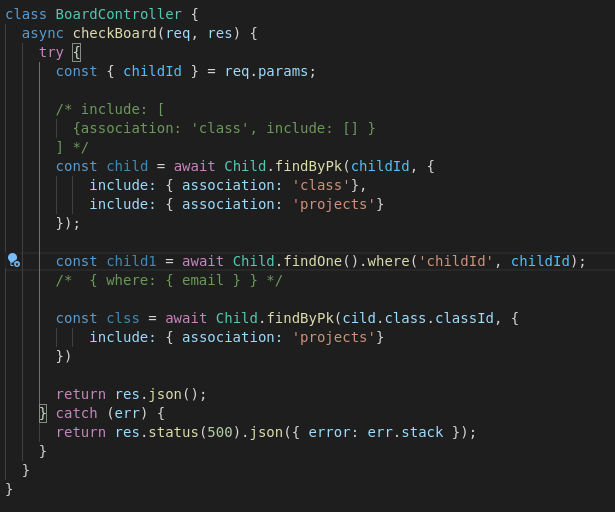 class BoardController {
async checkBoard(req, res) {
try {
const { childId } = req.params;
/* include: [
{association: 'class', include: [] }
] */
const child = await Child.findByPk(childId, {
include: { association: 'class'},
include: { association: 'projects'}
});
const child1 = await Child.findOne().where('childId', childId);
/*  { where: { email } } */
const clss = await Child.findByPk(cild.class.classId, {
include: { association: 'projects'}
})
return res.json();
} catch (err) {
return res.status(500).json({ error: err.stack });
}
}
}